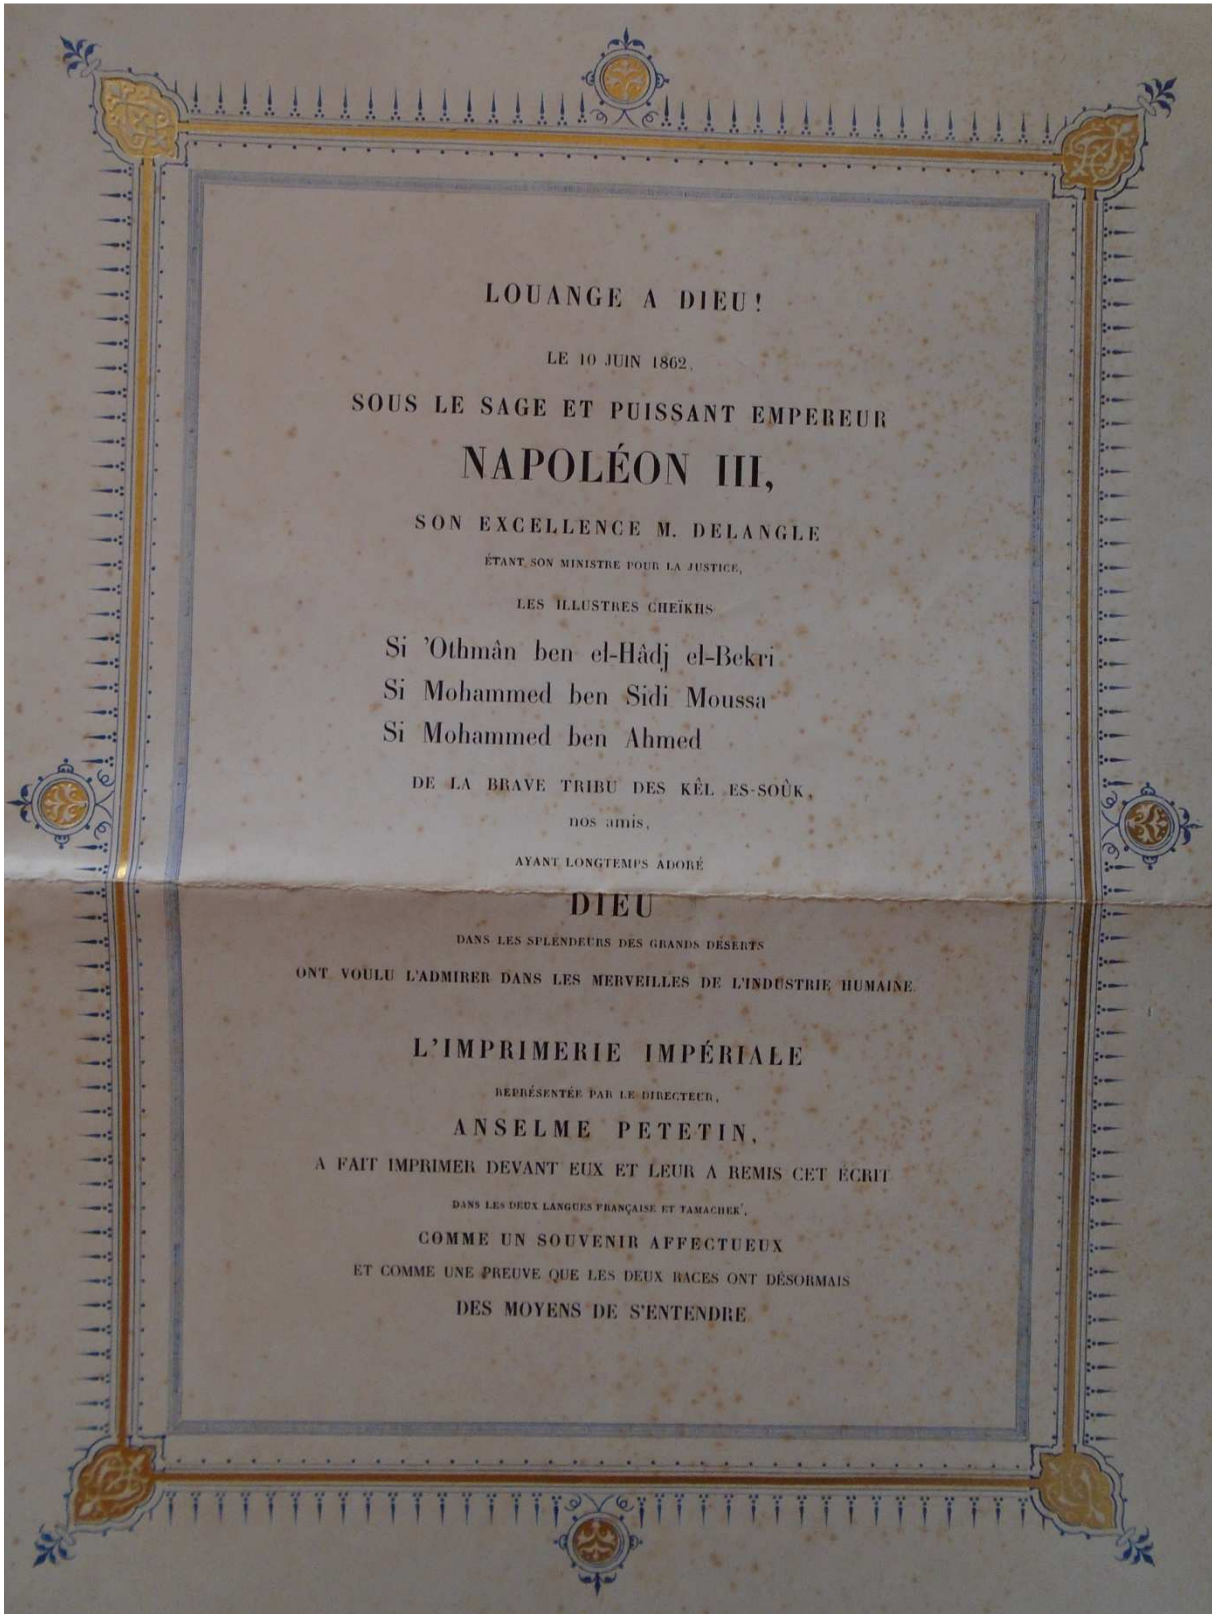 LOUANGE A DIEU!
LE 10 JUIN 1862,
SOUS LE SAGE ET PUISSANT EMPEREUR
NAPOLÉON III,
SON EXCELLENCE M. DELANGLE
ÉTANT SON MINISTRE POUR LA JUSTICE,
LES ILLUSTRES CHEÏKHS
Si 'Othmân ben el-Hâdj el-Bekri
Si Mohammed ben Sidi Moussa
Si Mohammed ben Ahmed
DE LA BRAVE TRIBU DES KÊL ES-SOÛK,
nos amis,
AYANT LONGTEMPS ADORÉ
DIEU
DANS LES SPLENDEURS DES GRANDS DÉSERTS
ONT VOULU L'ADMIRER DANS LES MERVEILLES DE L'INDUSTRIE HUMAINE.
L'IMPRIMERIE IMPÉRIALE
REPRÉSENTÉE PAR LE DIRECTEUR,
ANSELME PETETIN,
A FAIT IMPRIMER DEVANT EUX ET LEUR A REMIS CET ÉCRIT
DANS LES DEUX LANGUES FRANÇAISE ET TAMACHEK',
COMME UN SOUVENIR AFFECTUEUX
ET COMME UNE PREUVE QUE LES DEUX RACES ONT DÉSORMAIS
DES MOYENS DE S'ENTENDRE